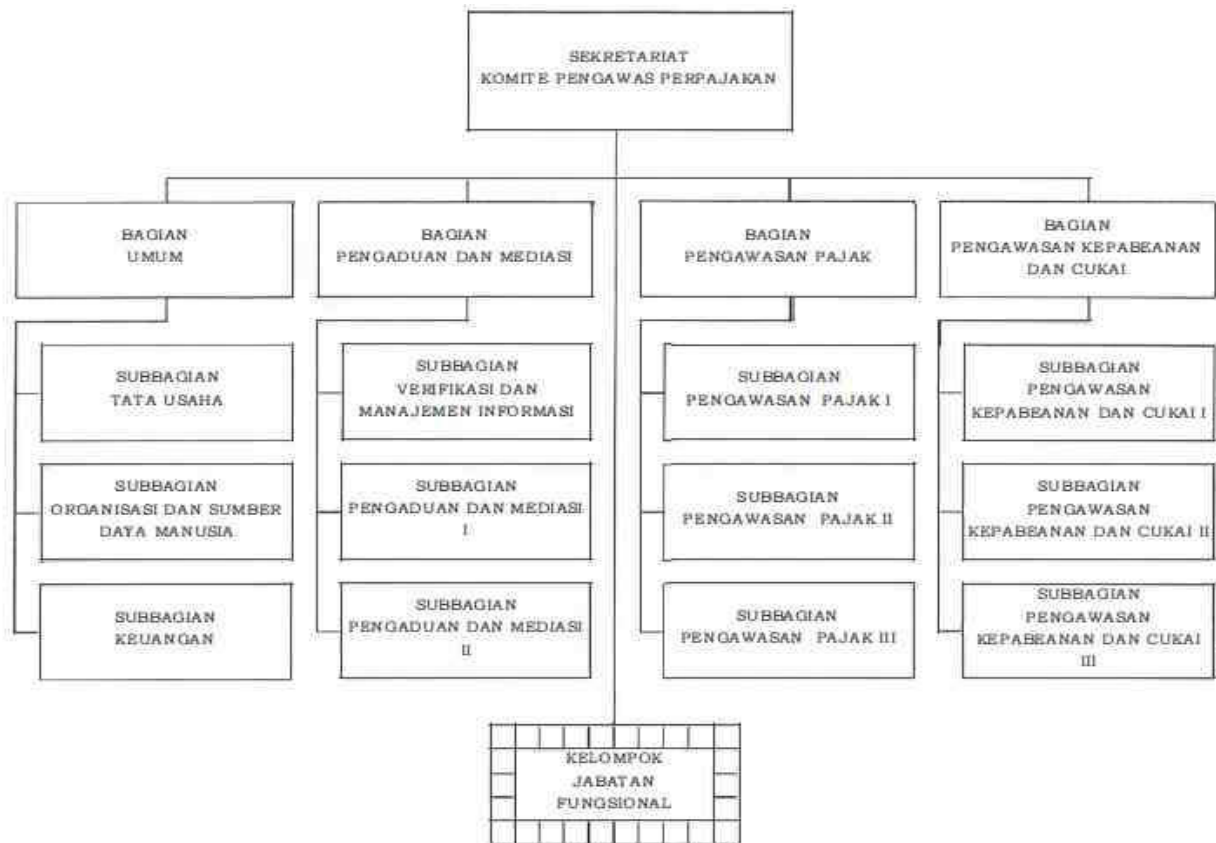 SEKRETARIAT
KOMITE PENGAWAS PERPAJAKAN
BAGIAN
UMUM
BAGIAN
PENGADUAN DAN MEDIASI
BAGIAN
PENGAWASAN PAJAK
BAGIAN
PENGAWASAN KEPABEANAN
DAN CUKAI
SUBBAGIAN
TATA USAHA
SUBBAGIAN
VERIFIKASI DAN
MANAJEMEN INFORMASI
SUBBAGIAN
PENGAWASAN PAJAK I
SUBBAGIAN
PENGAWASAN
KEPABEANAN DAN CUKAI I
SUBBAGIAN
ORGANISASI DAN SUMBER
DAYA MANUSIA
SUBBAGIAN
PENGADUAN DAN MEDIASI
I
SUBBAGIAN
PENGAWASAN PAJAK II
SUBBAGIAN
PENGAWASAN
KEPABEANAN DAN CUKAI II
SUBBAGIAN
KEUANGAN
SUBBAGIAN
PENGADUAN DAN MEDIASI
II
SUBBAGIAN
PENGAWASAN PAJAK III
SUBBAGIAN
PENGAWASAN
KEPABEANAN DAN CUKAI
III
KELOMPOK
JABATAN
FUNGSIONAL